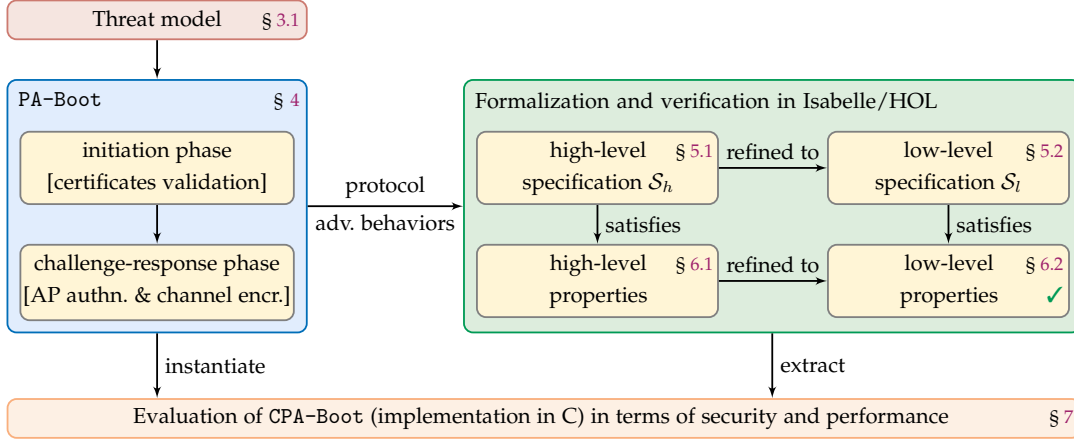 Threat model § 3.1
PA-Boot § 4
initiation phase
[certificates validation]
challenge-response phase
[AP authn. & channel encr.]
protocol
adv. behaviors
Formalization and verification in Isabelle/HOL
high-level § 5.1
specification 𝒮h
refined to
low-level § 5.2
specification 𝒮l
satisfies
satisfies
high-level § 6.1
properties
refined to
low-level § 6.2
properties ✓
instantiate
extract
Evaluation of CPA-Boot (implementation in C) in terms of security and performance § 7